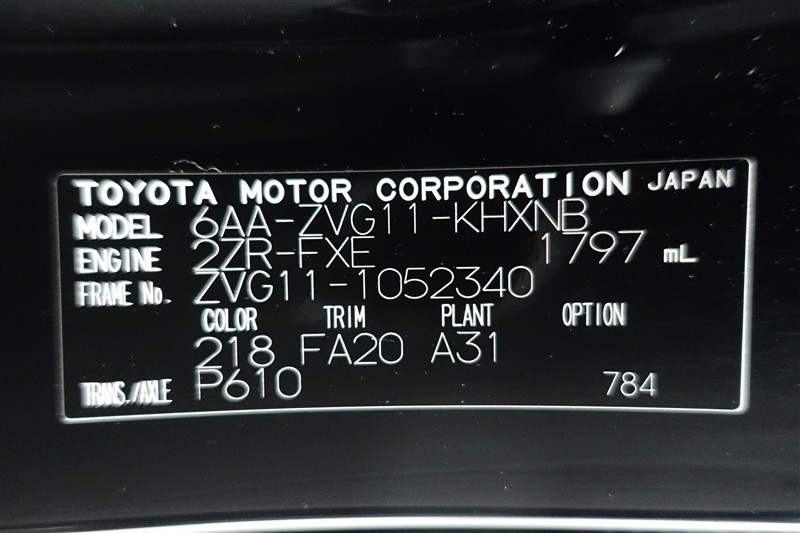 TOYOTA MOTOR CORPORATION JAPAN
MODEL 6AA-ZVG11-KHXNB
ENGINE 2ZR-FXE 1797 mL
FRAME No. ZVG11-1052340
COLOR TRIM PLANT OPTION
218 FA20 A31
TRANS./AXLE P610 784